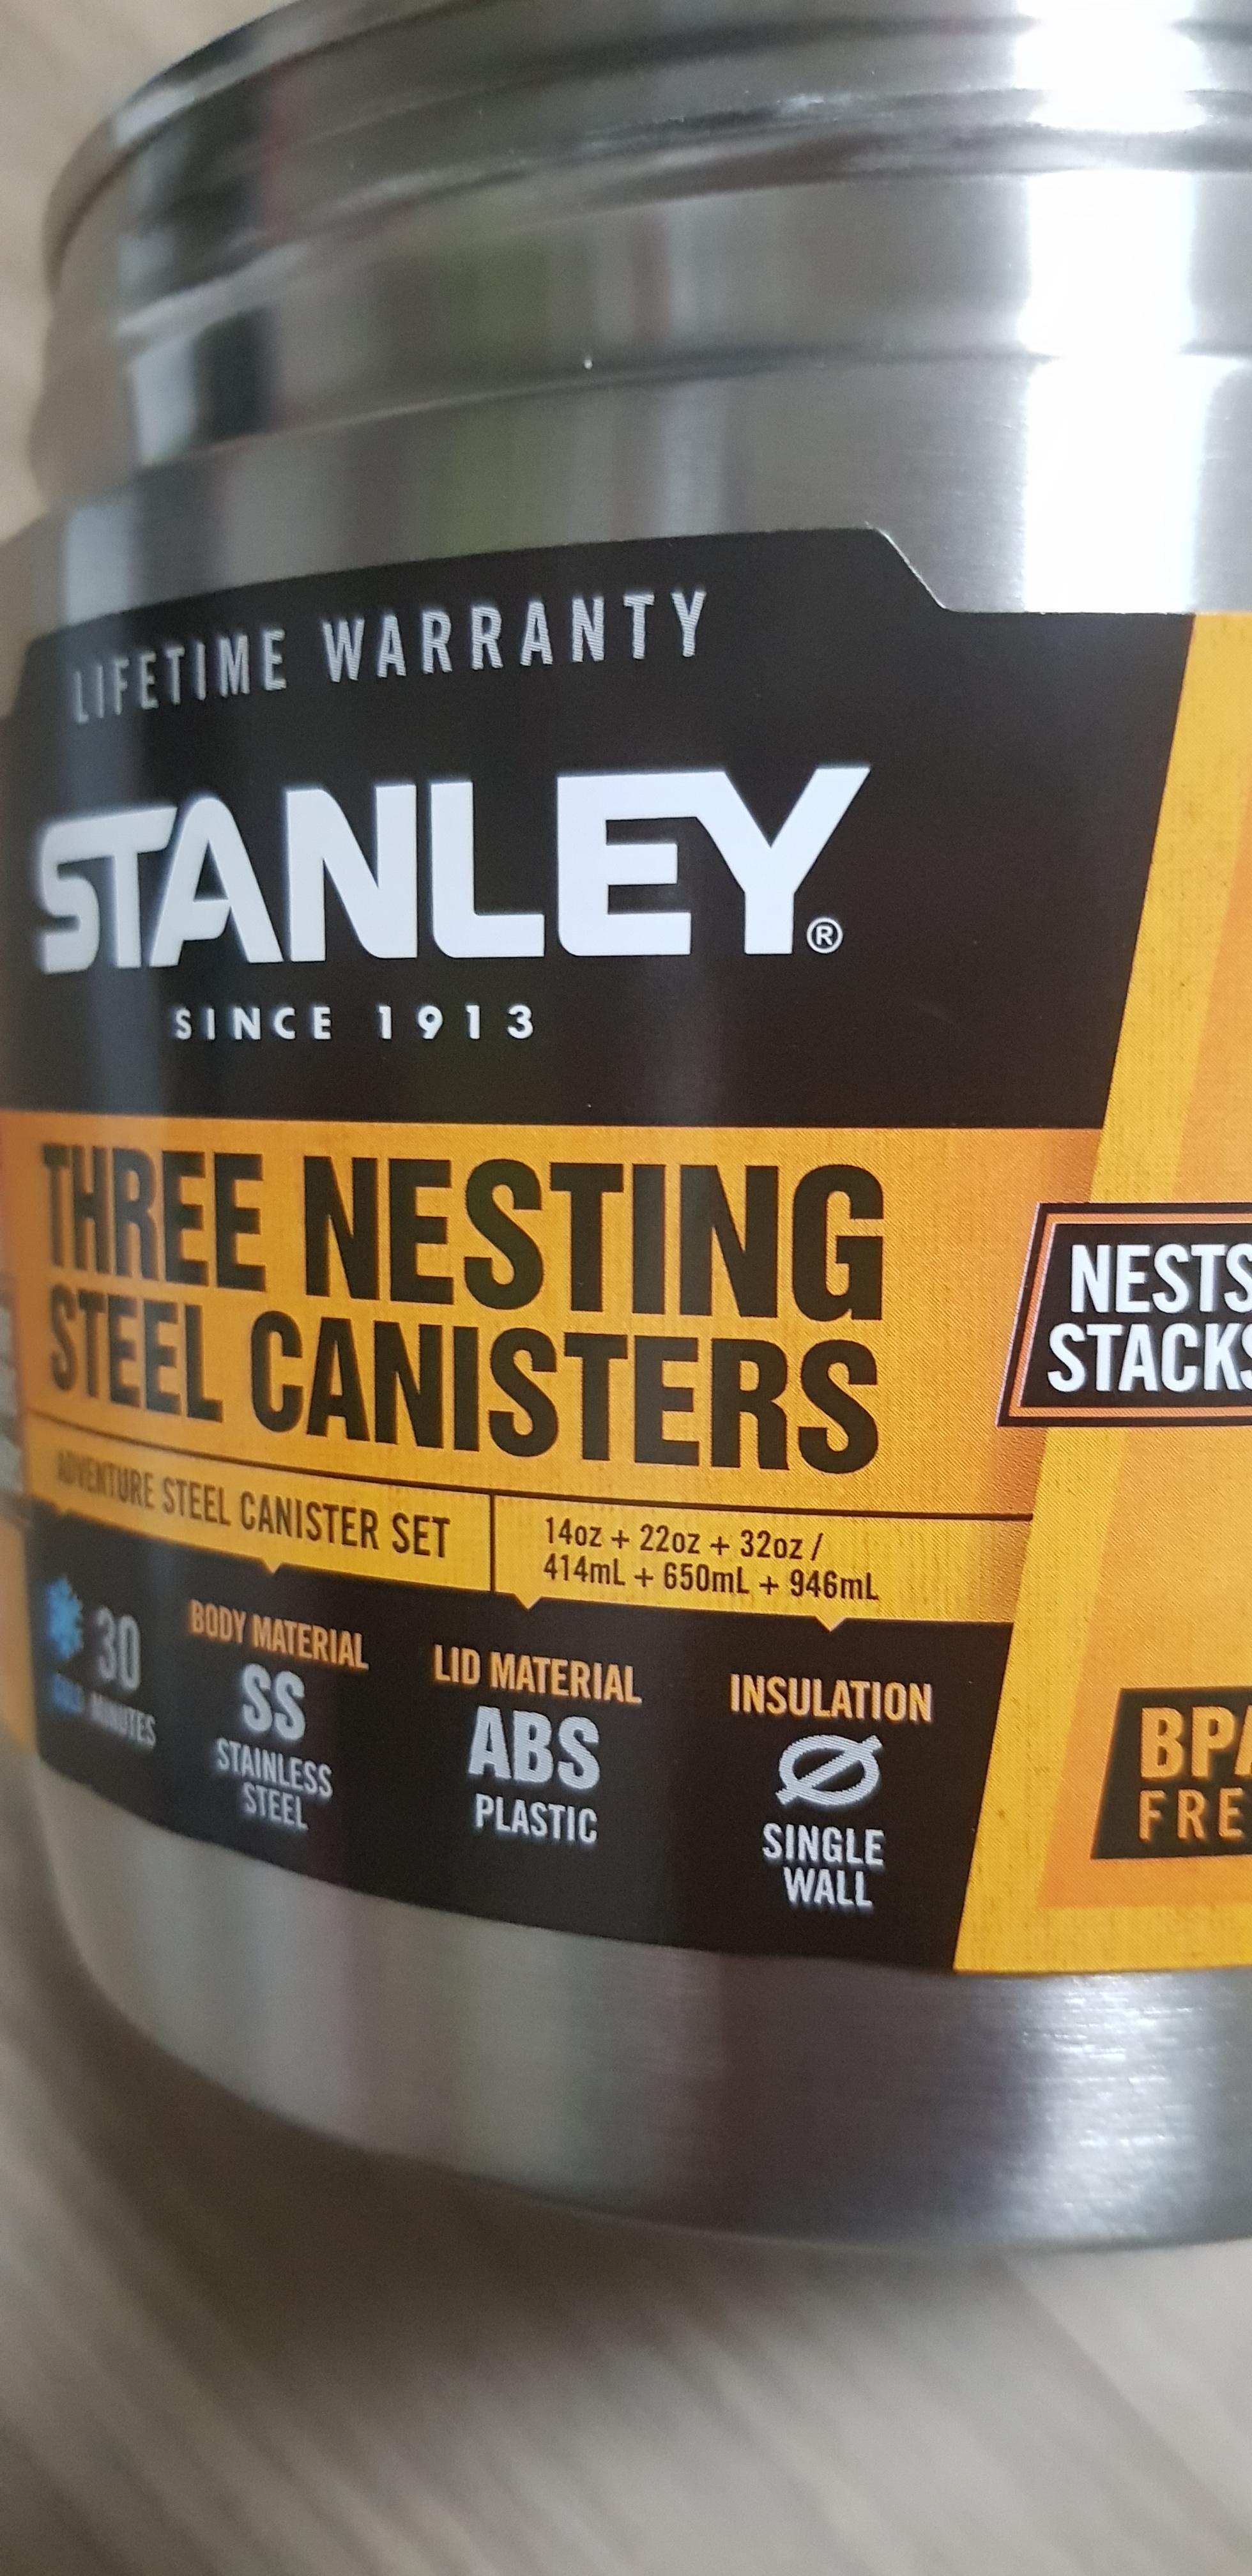 LIFETIME WARRANTY
STANLEY®
SINCE 1913
THREE NESTING
STEEL CANISTERS
ADVENTURE STEEL CANISTER SET
14oz + 22oz + 32oz /
414mL + 650mL + 946mL
NESTS
STACKS
30
MINUTES
BODY MATERIAL
SS
STAINLESS
STEEL
LID MATERIAL
ABS
PLASTIC
INSULATION
SINGLE
WALL
BPA
FRE